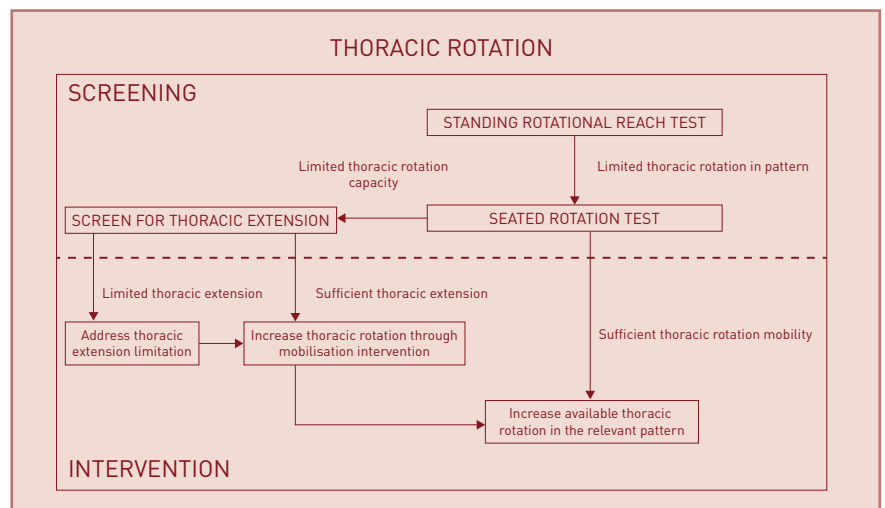 THORACIC ROTATION
SCREENING
STANDING ROTATIONAL REACH TEST
Limited thoracic rotation
capacity
Limited thoracic rotation in pattern
SCREEN FOR THORACIC EXTENSION
SEATED ROTATION TEST
Limited thoracic extension
Sufficient thoracic extension
Address thoracic
extension limitation
Increase thoracic rotation through
mobilisation intervention
Sufficient thoracic rotation mobility
Increase available thoracic
rotation in the relevant pattern
INTERVENTION